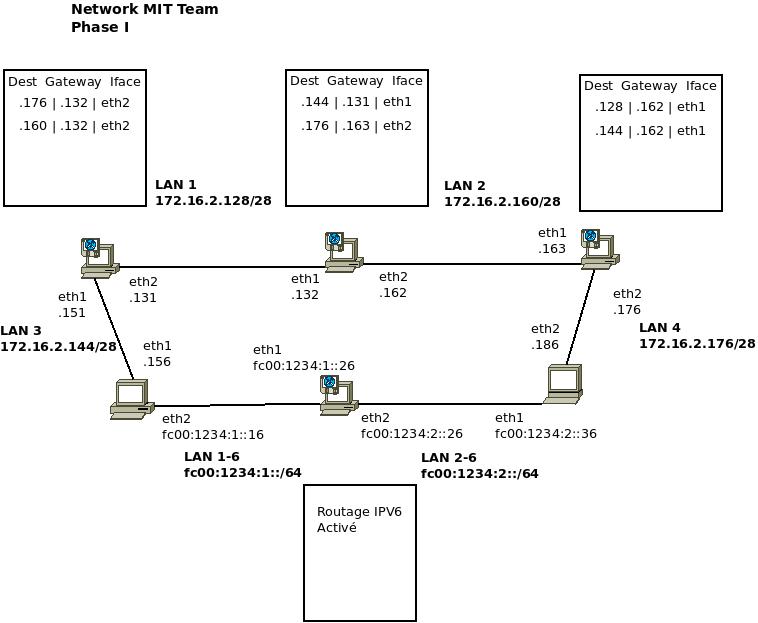 Network MIT Team
Phase I
Dest Gateway Iface
.176 | .132 | eth2
.160 | .132 | eth2
Dest Gateway Iface
.144 | .131 | eth1
.176 | .163 | eth2
Dest Gateway Iface
.128 | .162 | eth1
.144 | .162 | eth1
LAN 1
172.16.2.128/28
LAN 2
172.16.2.160/28
eth1
.163
eth2
.131
eth1
.132
eth2
.162
eth1
.151
eth2
.176
LAN 3
172.16.2.144/28
LAN 4
172.16.2.176/28
eth1
.156
eth2
.186
eth1
fc00:1234:1::26
eth2
fc00:1234:1::16
eth2
fc00:1234:2::26
eth1
fc00:1234:2::36
LAN 1-6
fc00:1234:1::/64
LAN 2-6
fc00:1234:2::/64
Routage IPV6
Activé